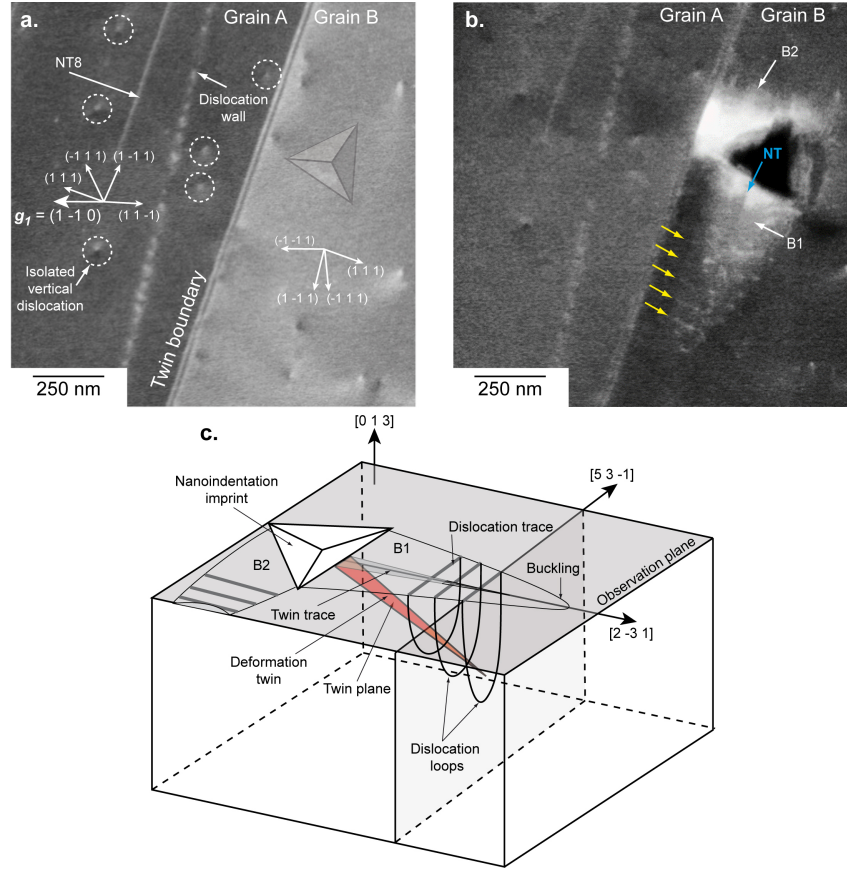 a.
Grain A
Grain B
NT8
Dislocation
wall
(-1 1 1)
(1 -1 1)
(1 1 1)
g1 = (1 -1 0)
(1 1 -1)
Isolated
vertical
dislocation
(-1 -1 1)
(1 1 1)
(1 -1 1)
(-1 1 1)
Twin boundary
250 nm
b.
Grain A
Grain B
B2
NT
B1
250 nm
c.
[0 1 3]
[5 3 -1]
Nanoindentation
imprint
Dislocation trace
B1
B2
Buckling
Observation plane
Twin trace
[2 -3 1]
Deformation
twin
Twin plane
Dislocation
loops